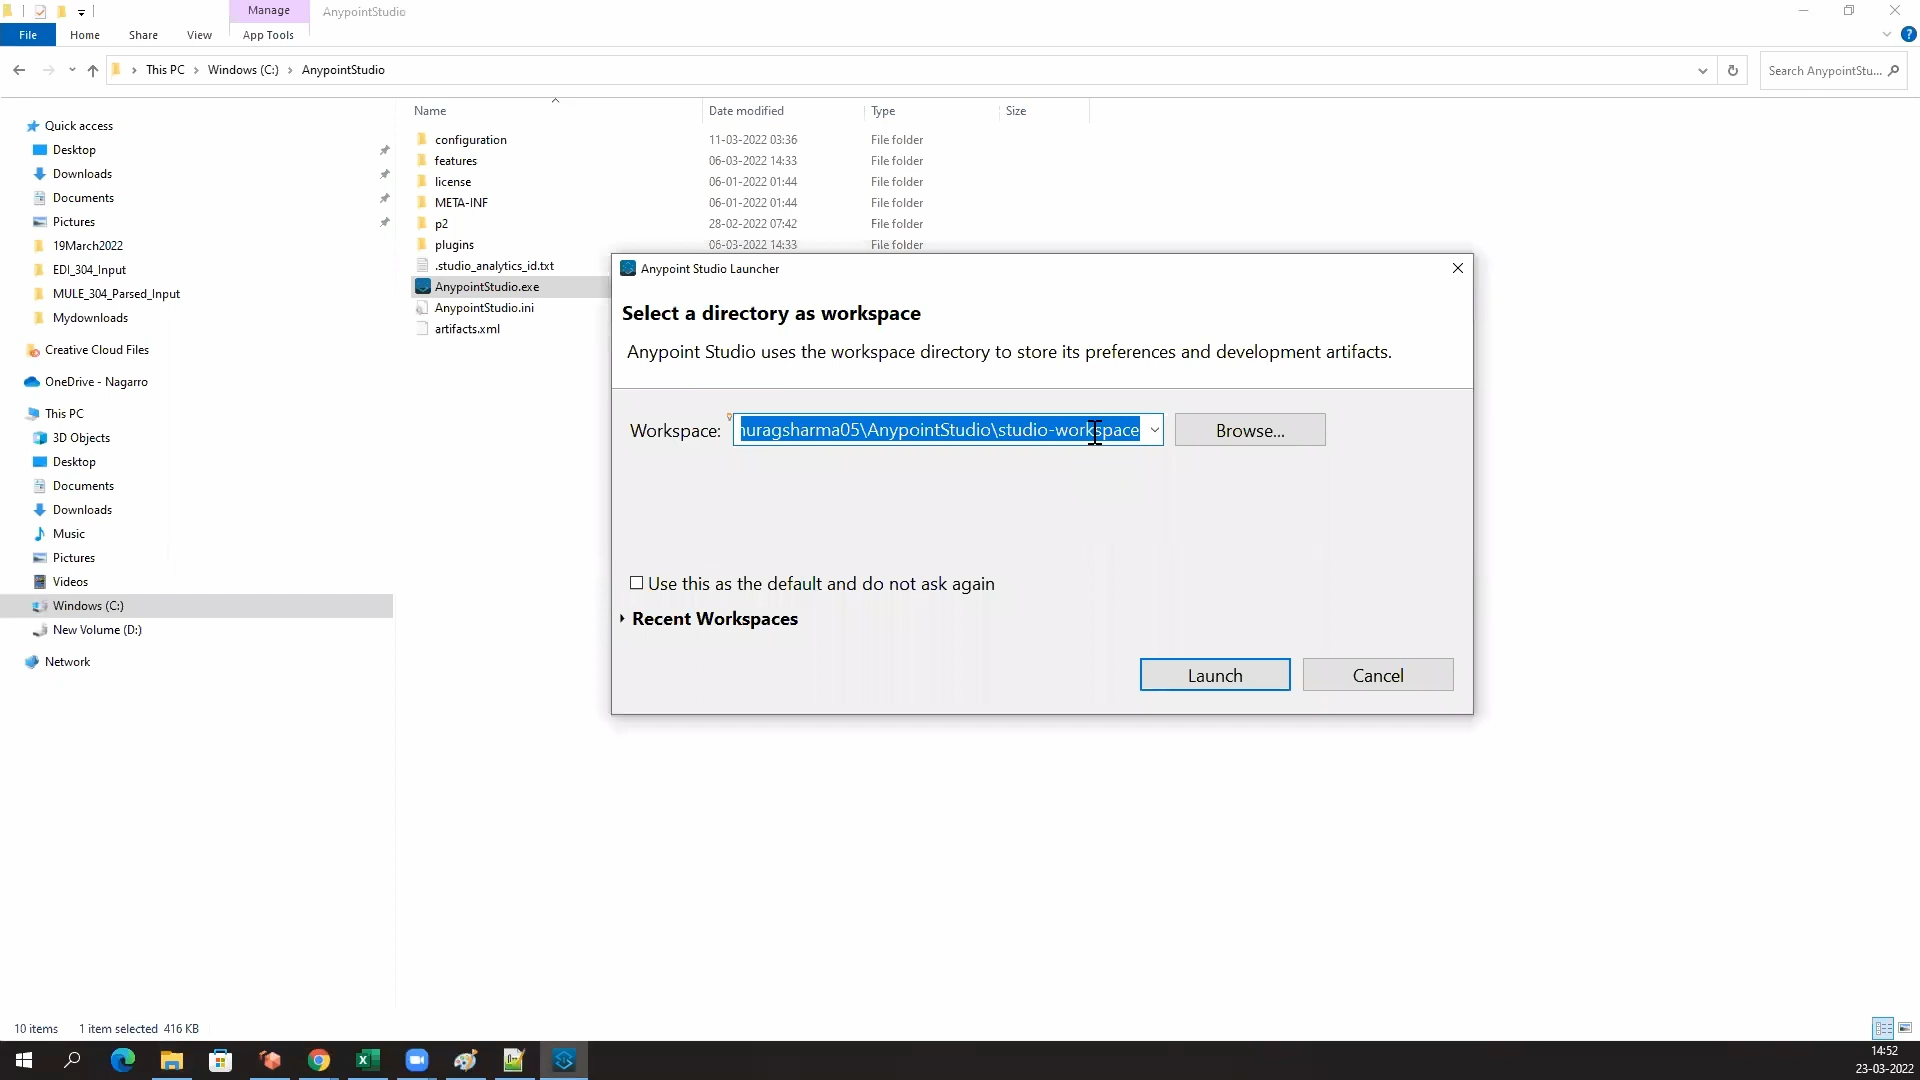 Manage
AnypointStudio
File
Home
Share
View
App Tools
This PC
Windows (C:)
AnypointStudio
Search AnypointStu...
Name
Date modified
Type
Size
Quick access
Desktop
Downloads
Documents
Pictures
19March2022
EDI_304_Input
MULE_304_Parsed_Input
Mydownloads
Creative Cloud Files
OneDrive - Nagarro
This PC
3D Objects
Desktop
Documents
Downloads
Music
Pictures
Videos
Windows (C:)
New Volume (D:)
Network
configuration 11-03-2022 03:36 File folder
features 06-03-2022 14:33 File folder
license 06-01-2022 01:44 File folder
META-INF 06-01-2022 01:44 File folder
p2 28-02-2022 07:42 File folder
plugins 06-03-2022 14:33 File folder
.studio_analytics_id.txt
AnypointStudio.exe
AnypointStudio.ini
artifacts.xml
Anypoint Studio Launcher
Select a directory as workspace
Anypoint Studio uses the workspace directory to store its preferences and development artifacts.
Workspace: huragsharma05\AnypointStudio\studio-workspace Browse...
Use this as the default and do not ask again
Recent Workspaces
Launch Cancel
10 items 1 item selected 416 KB
14:52
23-03-2022